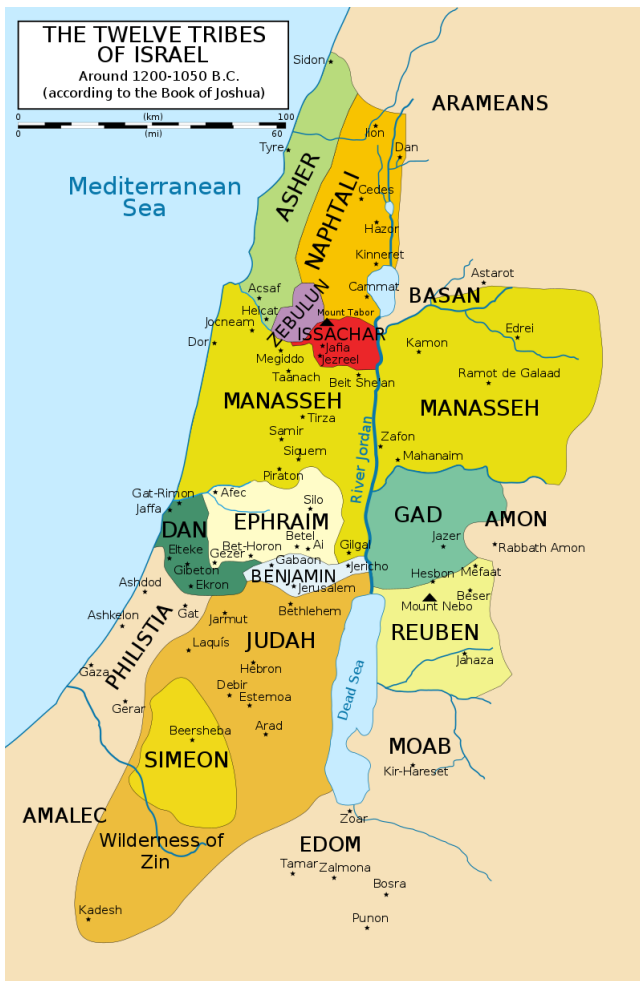 THE TWELVE TRIBES
OF ISRAEL
Around 1200-1050 B.C.
(according to the Book of Joshua)
0 (km) 100
0 (mi) 60
Sidon
ARAMEANS
Ijon
Tyre
Dan
Mediterranean
Sea
ASHER
NAPHTALI
Cedes
Hazor
Kinneret
Astarot
Acsaf
Cammat
BASAN
Helcat
ZEBULUN
Mount Tabor
Jocneam
ISSACHAR
Edrei
Dor
Jafia
Kamon
Megiddo
Jezreel
Taanach
Beit Shean
Ramot de Galaad
MANASSEH
MANASSEH
Tirza
Samir
River Jordan
Zafon
Siquem
Mahanaim
Piraton
Gat-Rimon
Afec
Jaffa
Silo
DAN
EPHRAIM
GAD
AMON
Betel
Jazer
Elteke
Bet-Horon
Ai
Gilgal
Rabbath Amon
Gezer
Gabaon
Jericho
Gibeton
BENJAMIN
Hesbon
Mefaat
Ashdod
Ekron
Jerusalem
Beser
Gat
Bethlehem
Mount Nebo
Ashkelon
Jarmut
PHILISTIA
JUDAH
REUBEN
Laquís
Jahaza
Gaza
Hebron
Dead Sea
Debir
Gerar
Estemoa
Beersheba
Arad
MOAB
SIMEON
Kir-Hareset
AMALEC
Zoar
Wilderness of
Zin
EDOM
Tamar
Zalmona
Bosra
Kadesh
Punon